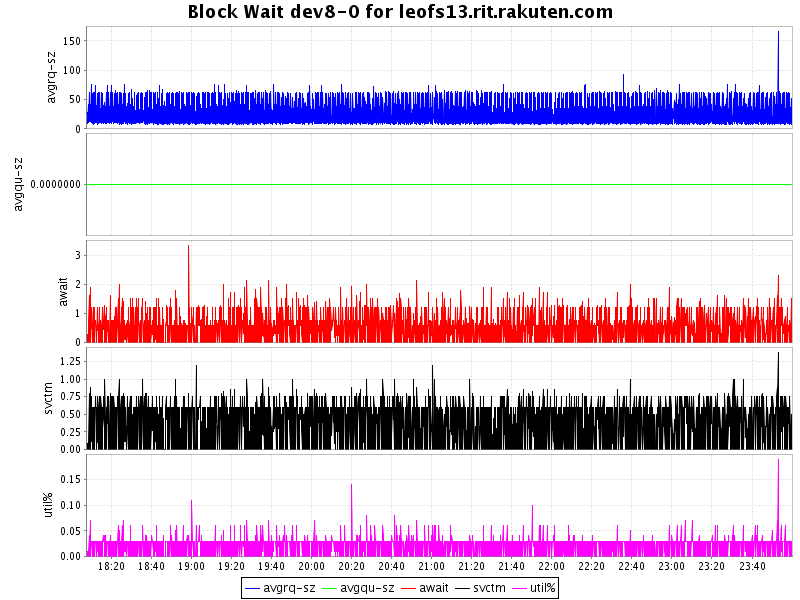 Block Wait dev8-0 for leofs13.rit.rakuten.com
avgrq-sz
150
100
50
0
avgqu-sz
0.0000000
await
3
2
1
0
svctm
1.25
1.00
0.75
0.50
0.25
0.00
util%
0.15
0.10
0.05
0.00
18:20 18:40 19:00 19:20 19:40 20:00 20:20 20:40 21:00 21:20 21:40 22:00 22:20 22:40 23:00 23:20 23:40
avgrq-sz avgqu-sz await svctm util%